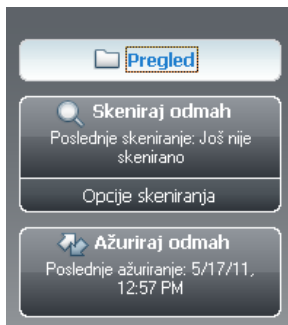 Pregled
Skeniraj odmah
Poslednje skeniranje: Još nije
skenirano
Opcije skeniranja
Ažuriraj odmah
Poslednje ažuriranje: 5/17/11,
12:57 PM